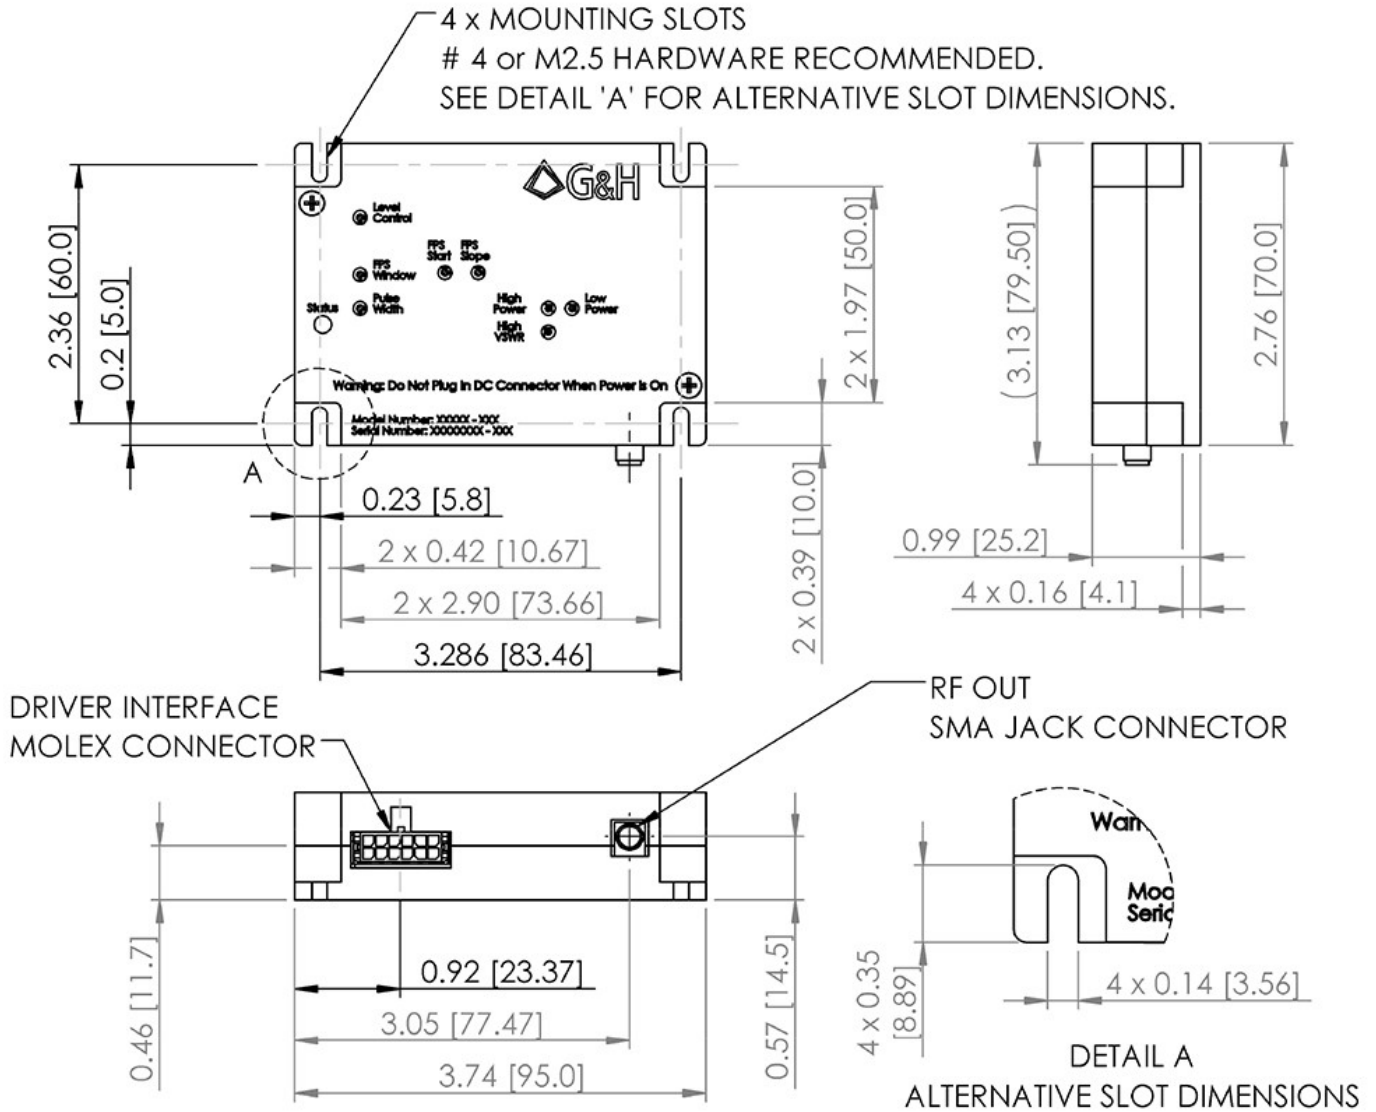 4 x MOUNTING SLOTS
# 4 or M2.5 HARDWARE RECOMMENDED.
SEE DETAIL 'A' FOR ALTERNATIVE SLOT DIMENSIONS.
G&H
Level
Control
FPS
Start
FPS
Slope
FPS
Window
Pulse
Width
Status
High
Power
Low
Power
High
VSWR
Warning: Do Not Plug In DC Connector When Power Is On
Model Number: XXXXX - XXX
Serial Number: XXXXXXXX - XXX
A
2.36 [60.0]
0.2 [5.0]
2 x 1.97 [50.0]
2 x 0.39 [10.0]
0.23 [5.8]
2 x 0.42 [10.67]
2 x 2.90 [73.66]
3.286 [83.46]
( 3.13 [79.50] )
2.76 [70.0]
0.99 [25.2]
4 x 0.16 [4.1]
DRIVER INTERFACE
MOLEX CONNECTOR
RF OUT
SMA JACK CONNECTOR
0.46 [11.7]
0.92 [23.37]
3.05 [77.47]
3.74 [95.0]
0.57 [14.5]
Warn
Mod
Seric
4 x 0.35
[8.89]
4 x 0.14 [3.56]
DETAIL A
ALTERNATIVE SLOT DIMENSIONS